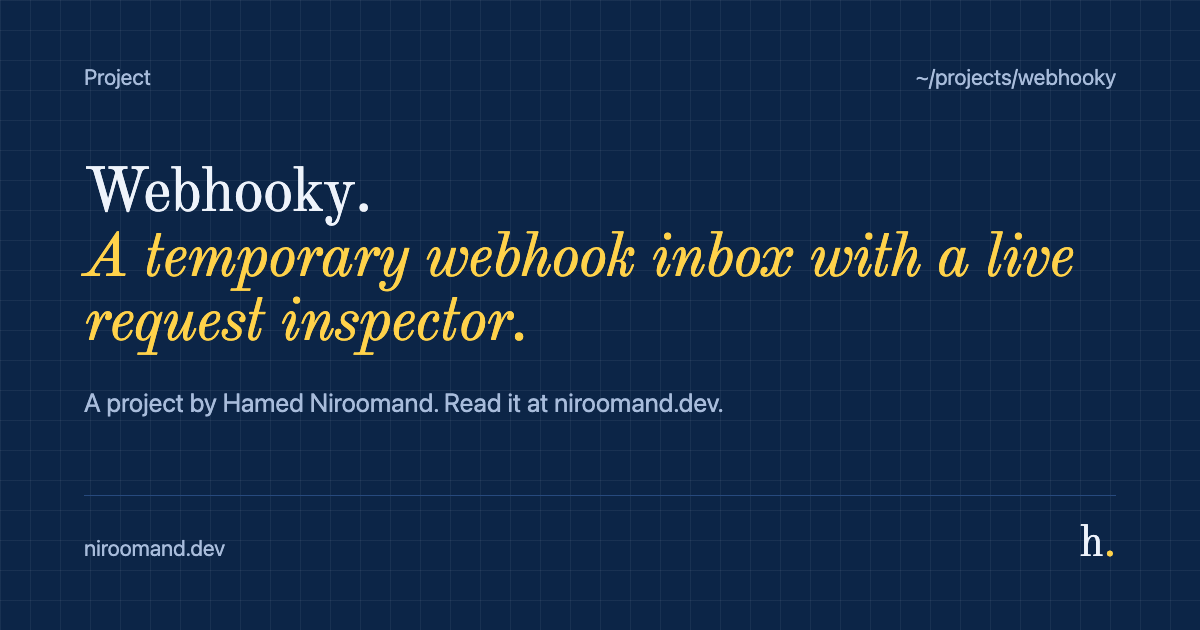 Project
~/projects/webhooky
Webhooky.
A temporary webhook inbox with a live
request inspector.
A project by Hamed Niroomand. Read it at niroomand.dev.
niroomand.dev
h.